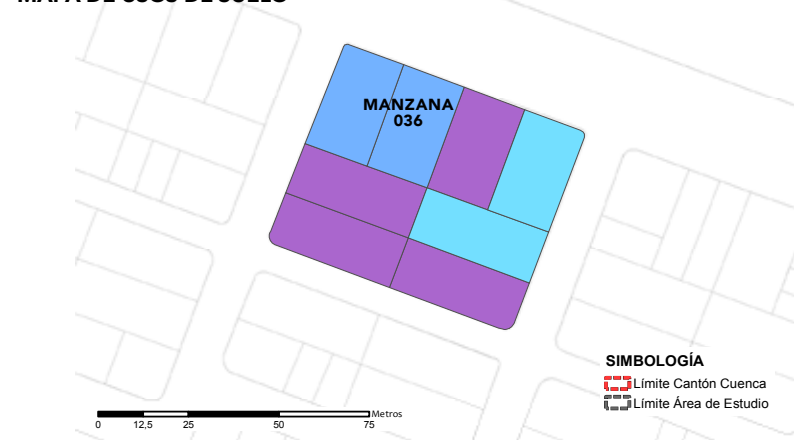 MANZANA
036
SIMBOLOGÍA
Límite Cantón Cuenca
Límite Área de Estudio
Metros
0 12,5 25 50 75